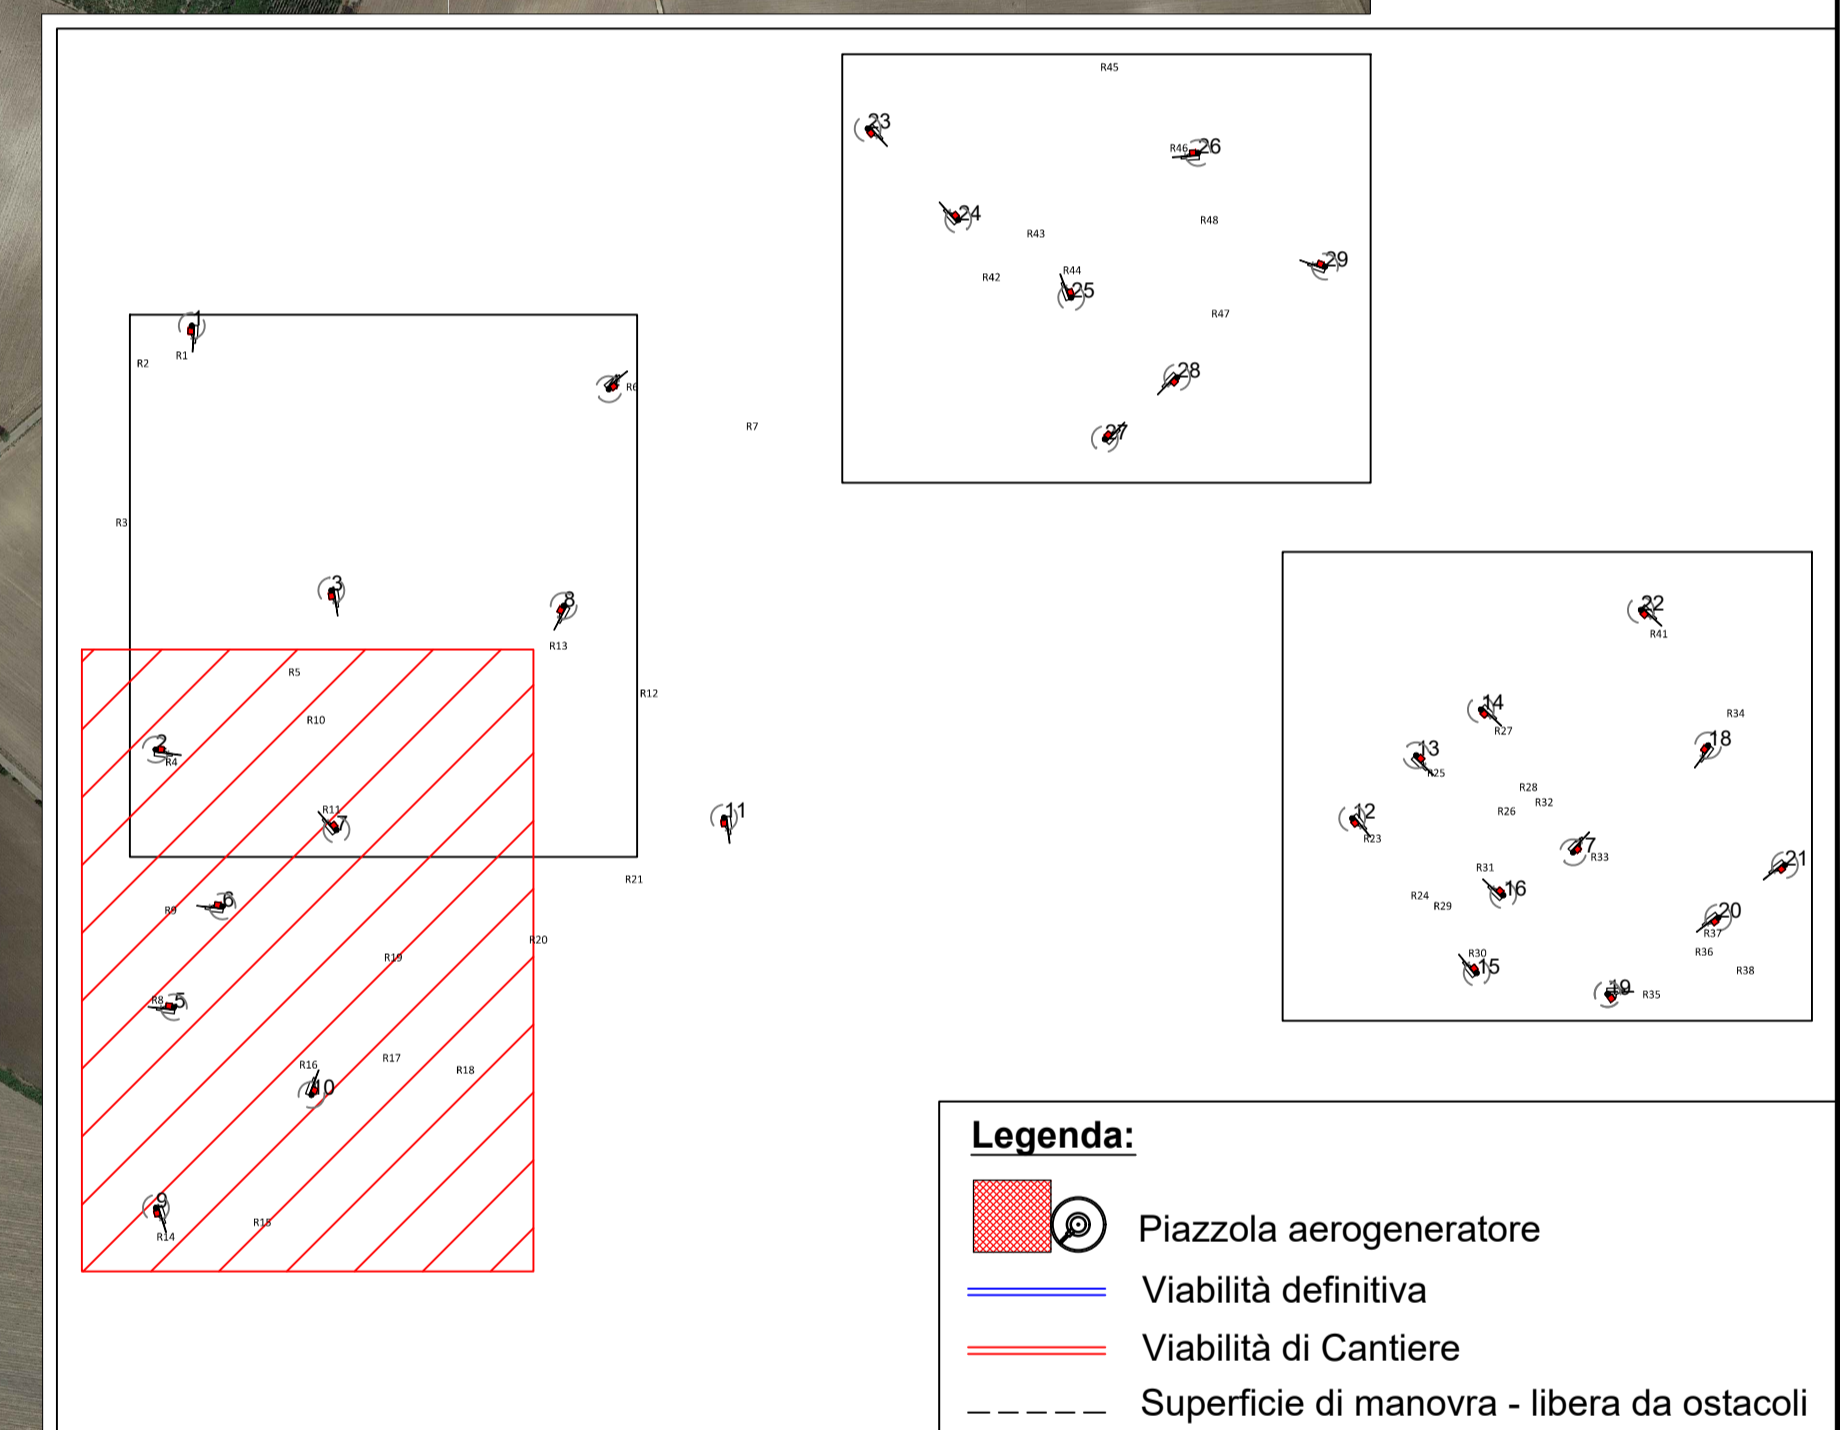 R45
23
26
R46
24
R48
R43
29
R44
R42
25
R47
1
R1
R2
28
R6
R7
27
R3
3
8
22
R41
R13
R5
R12
14
R34
R10
R27
2
18
13
R4
R25
R28
R32
R11
11
12
R26
7
R23
17
R33
21
R31
R21
16
R24
6
R29
R9
20
R37
R20
R30
R36
R19
15
R38
R8
5
19
R35
R17
R16
R18
10
Legenda:
9
R15
R14
Piazzola aerogeneratore
Viabilità definitiva
Viabilità di Cantiere
Superficie di manovra - libera da ostacoli